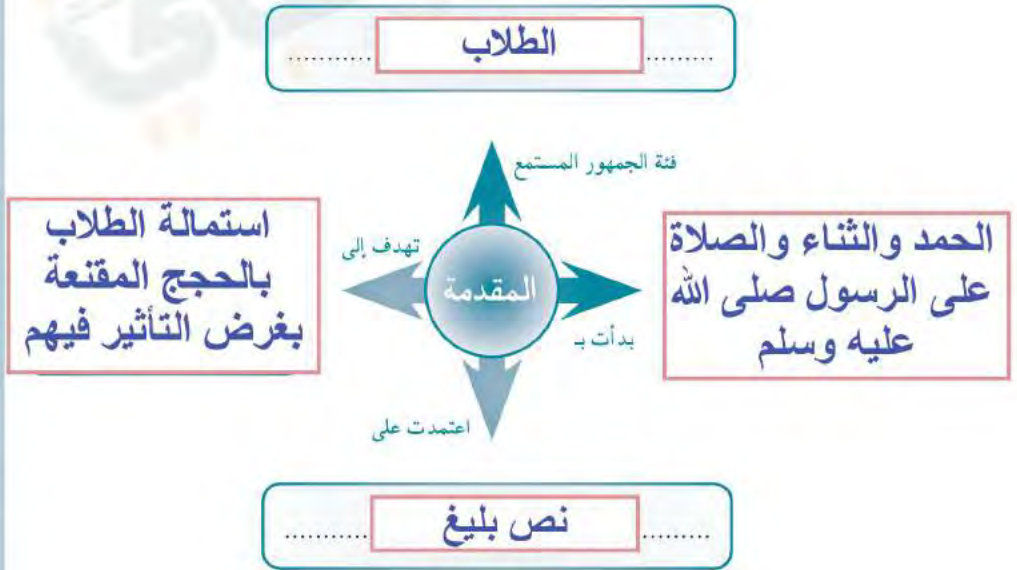 الطلاب
فئة الجمهور المستمع
الحمد والثناء والصلاة
على الرسول صلى الله
عليه وسلم
بدأت بـ
المقدمة
تهدف إلى
استمالة الطلاب
بالحجج المقنعة
بغرض التأثير فيهم
اعتمدت على
نص بليغ